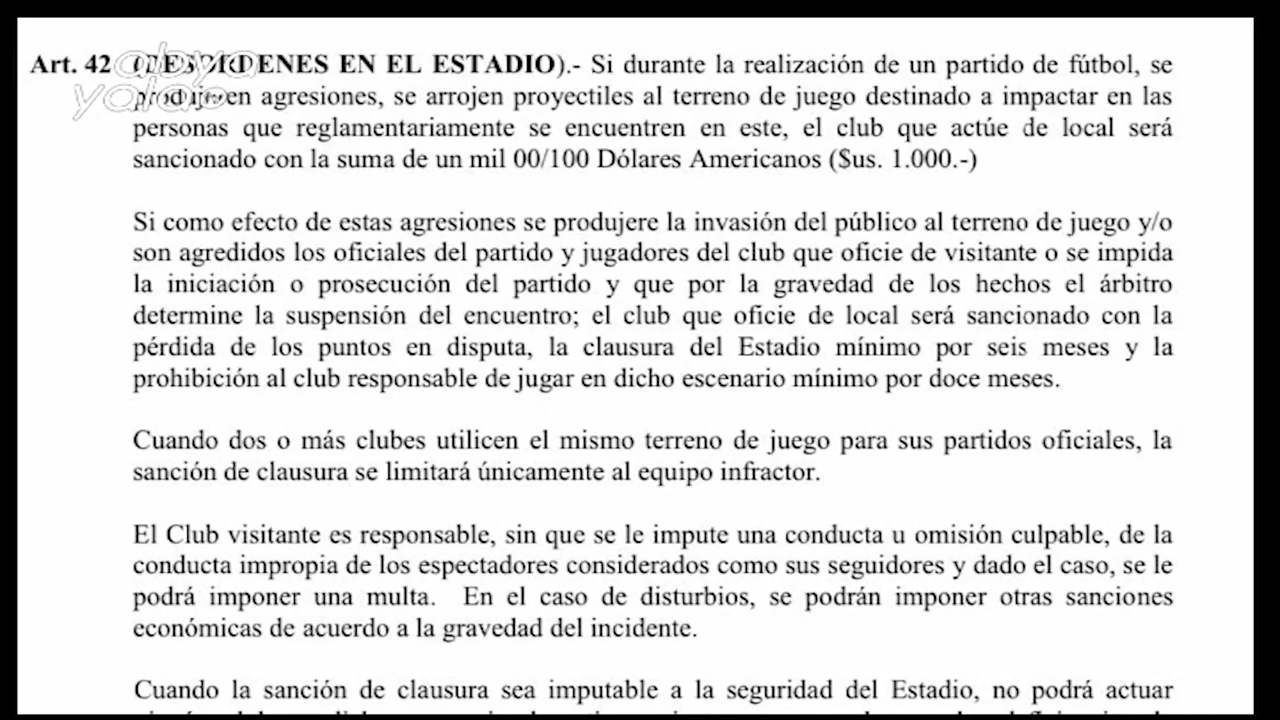 abya
yala
Art. 42 (DESORDENES EN EL ESTADIO).- Si durante la realización de un partido de fútbol, se
produjeren agresiones, se arrojen proyectiles al terreno de juego destinado a impactar en las
personas que reglamentariamente se encuentren en este, el club que actúe de local será
sancionado con la suma de un mil 00/100 Dólares Americanos ($us. 1.000.-)
Si como efecto de estas agresiones se produjere la invasión del público al terreno de juego y/o
son agredidos los oficiales del partido y jugadores del club que oficie de visitante o se impida
la iniciación o prosecución del partido y que por la gravedad de los hechos el árbitro
determine la suspensión del encuentro; el club que oficie de local será sancionado con la
pérdida de los puntos en disputa, la clausura del Estadio mínimo por seis meses y la
prohibición al club responsable de jugar en dicho escenario mínimo por doce meses.
Cuando dos o más clubes utilicen el mismo terreno de juego para sus partidos oficiales, la
sanción de clausura se limitará únicamente al equipo infractor.
El Club visitante es responsable, sin que se le impute una conducta u omisión culpable, de la
conducta impropia de los espectadores considerados como sus seguidores y dado el caso, se le
podrá imponer una multa. En el caso de disturbios, se podrán imponer otras sanciones
económicas de acuerdo a la gravedad del incidente.
Cuando la sanción de clausura sea imputable a la seguridad del Estadio, no podrá actuar